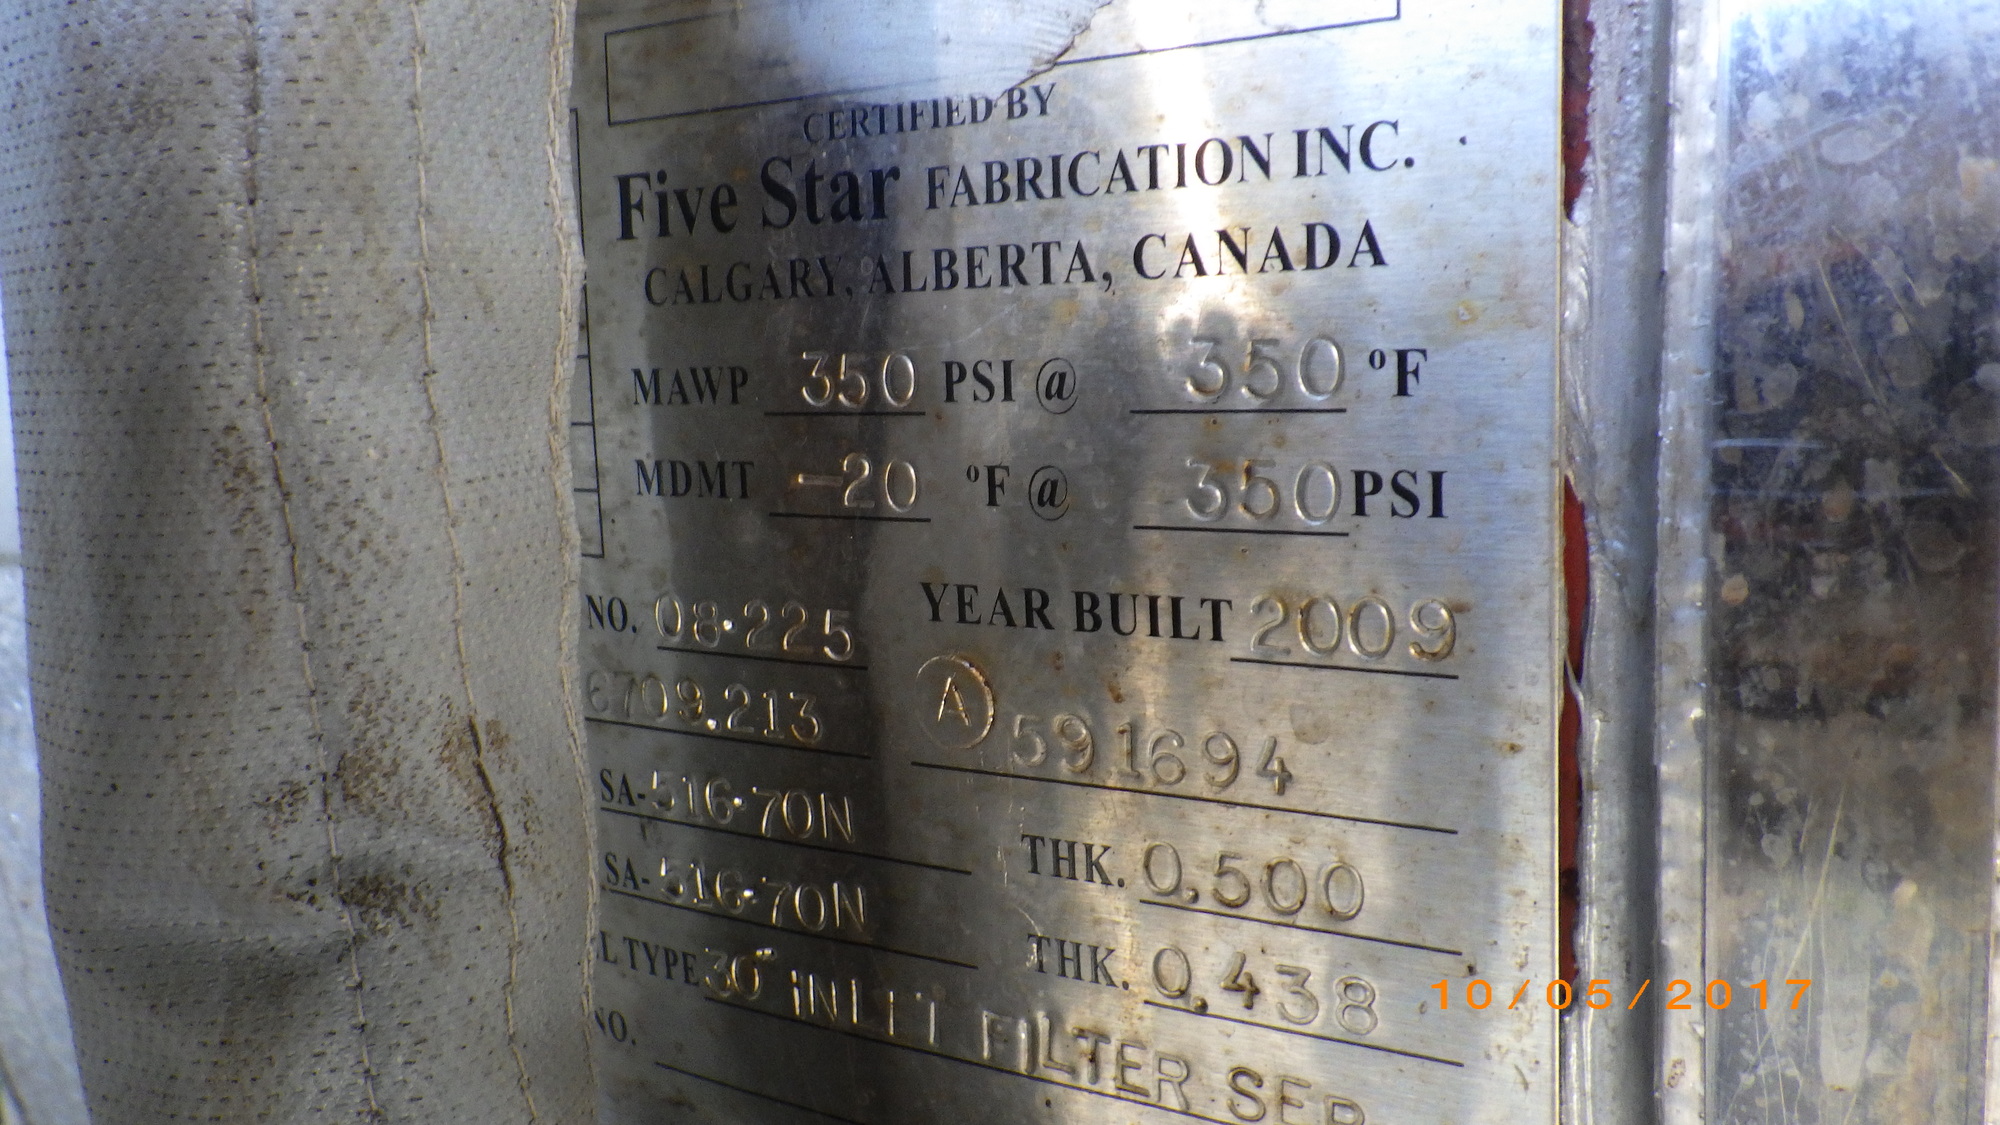 CERTIFIED BY
Five Star FABRICATION INC.
CALGARY, ALBERTA, CANADA
MAWP 350 PSI @ 350 °F
MDMT -20 °F @ 350 PSI
NO. 08-225 YEAR BUILT 2009
6709.213 A 591694
SA-516-70N THK. 0.500
SA-516-70N THK. 0.438
L TYPE 30" INLET FILTER SEP
NO.
10/05/2017